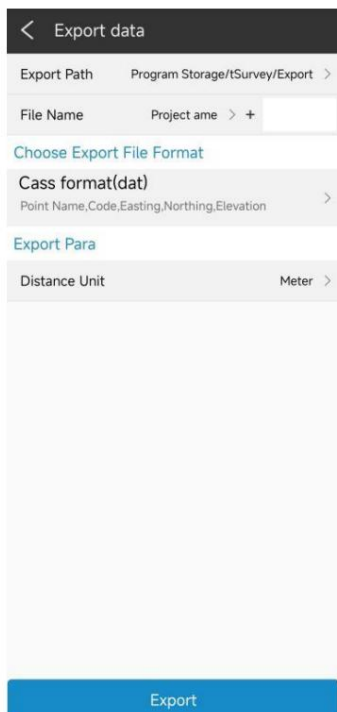 Export data
Export Path Program Storage/tSurvey/Export
File Name Project ame +
Choose Export File Format
Cass format(dat)
Point Name,Code,Easting,Northing,Elevation
Export Para
Distance Unit Meter
Export